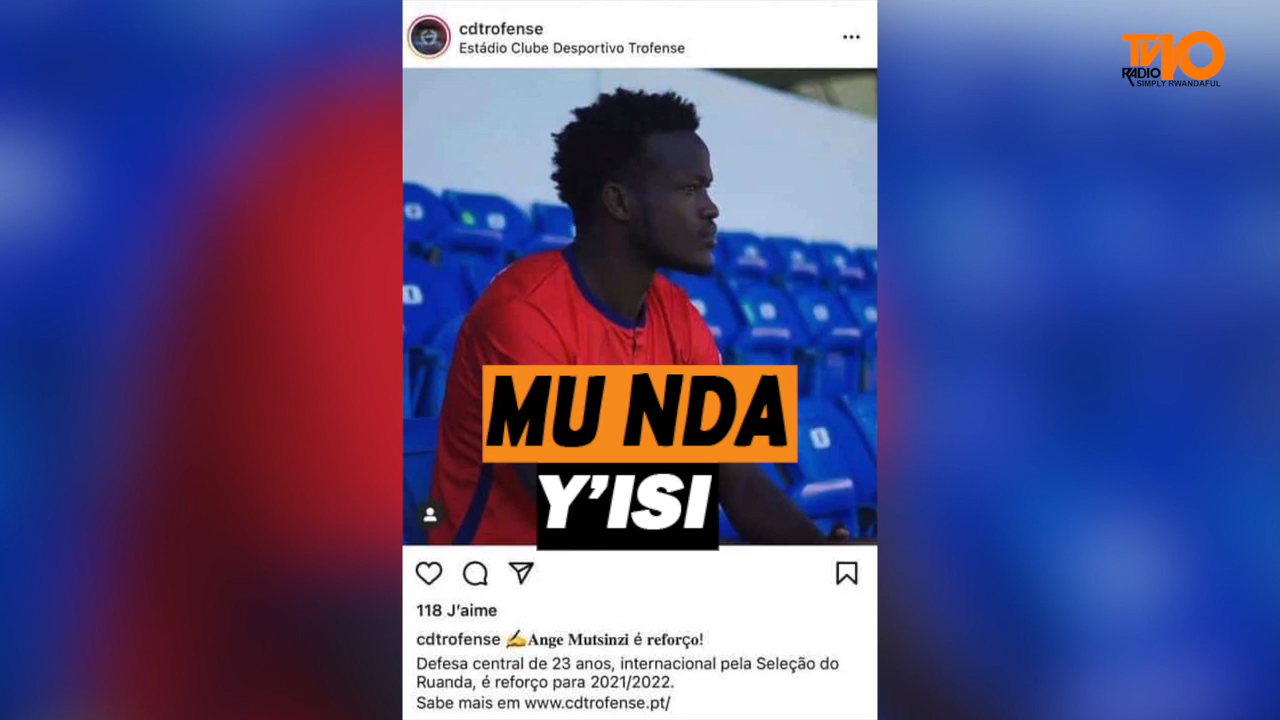 cdtrofense
Estádio Clube Desportivo Trofense
TV10
RADIO
SIMPLY RWANDAFUL
MU NDA
Y'ISI
118 J'aime
cdtrofense ✍️𝐀𝐧𝐠𝐞 𝐌𝐮𝐭𝐬𝐢𝐧𝐳𝐢 é 𝐫𝐞𝐟𝐨𝐫ç𝐨!
Defesa central de 23 anos, internacional pela Seleção do
Ruanda, é reforço para 2021/2022.
Sabe mais em www.cdtrofense.pt/